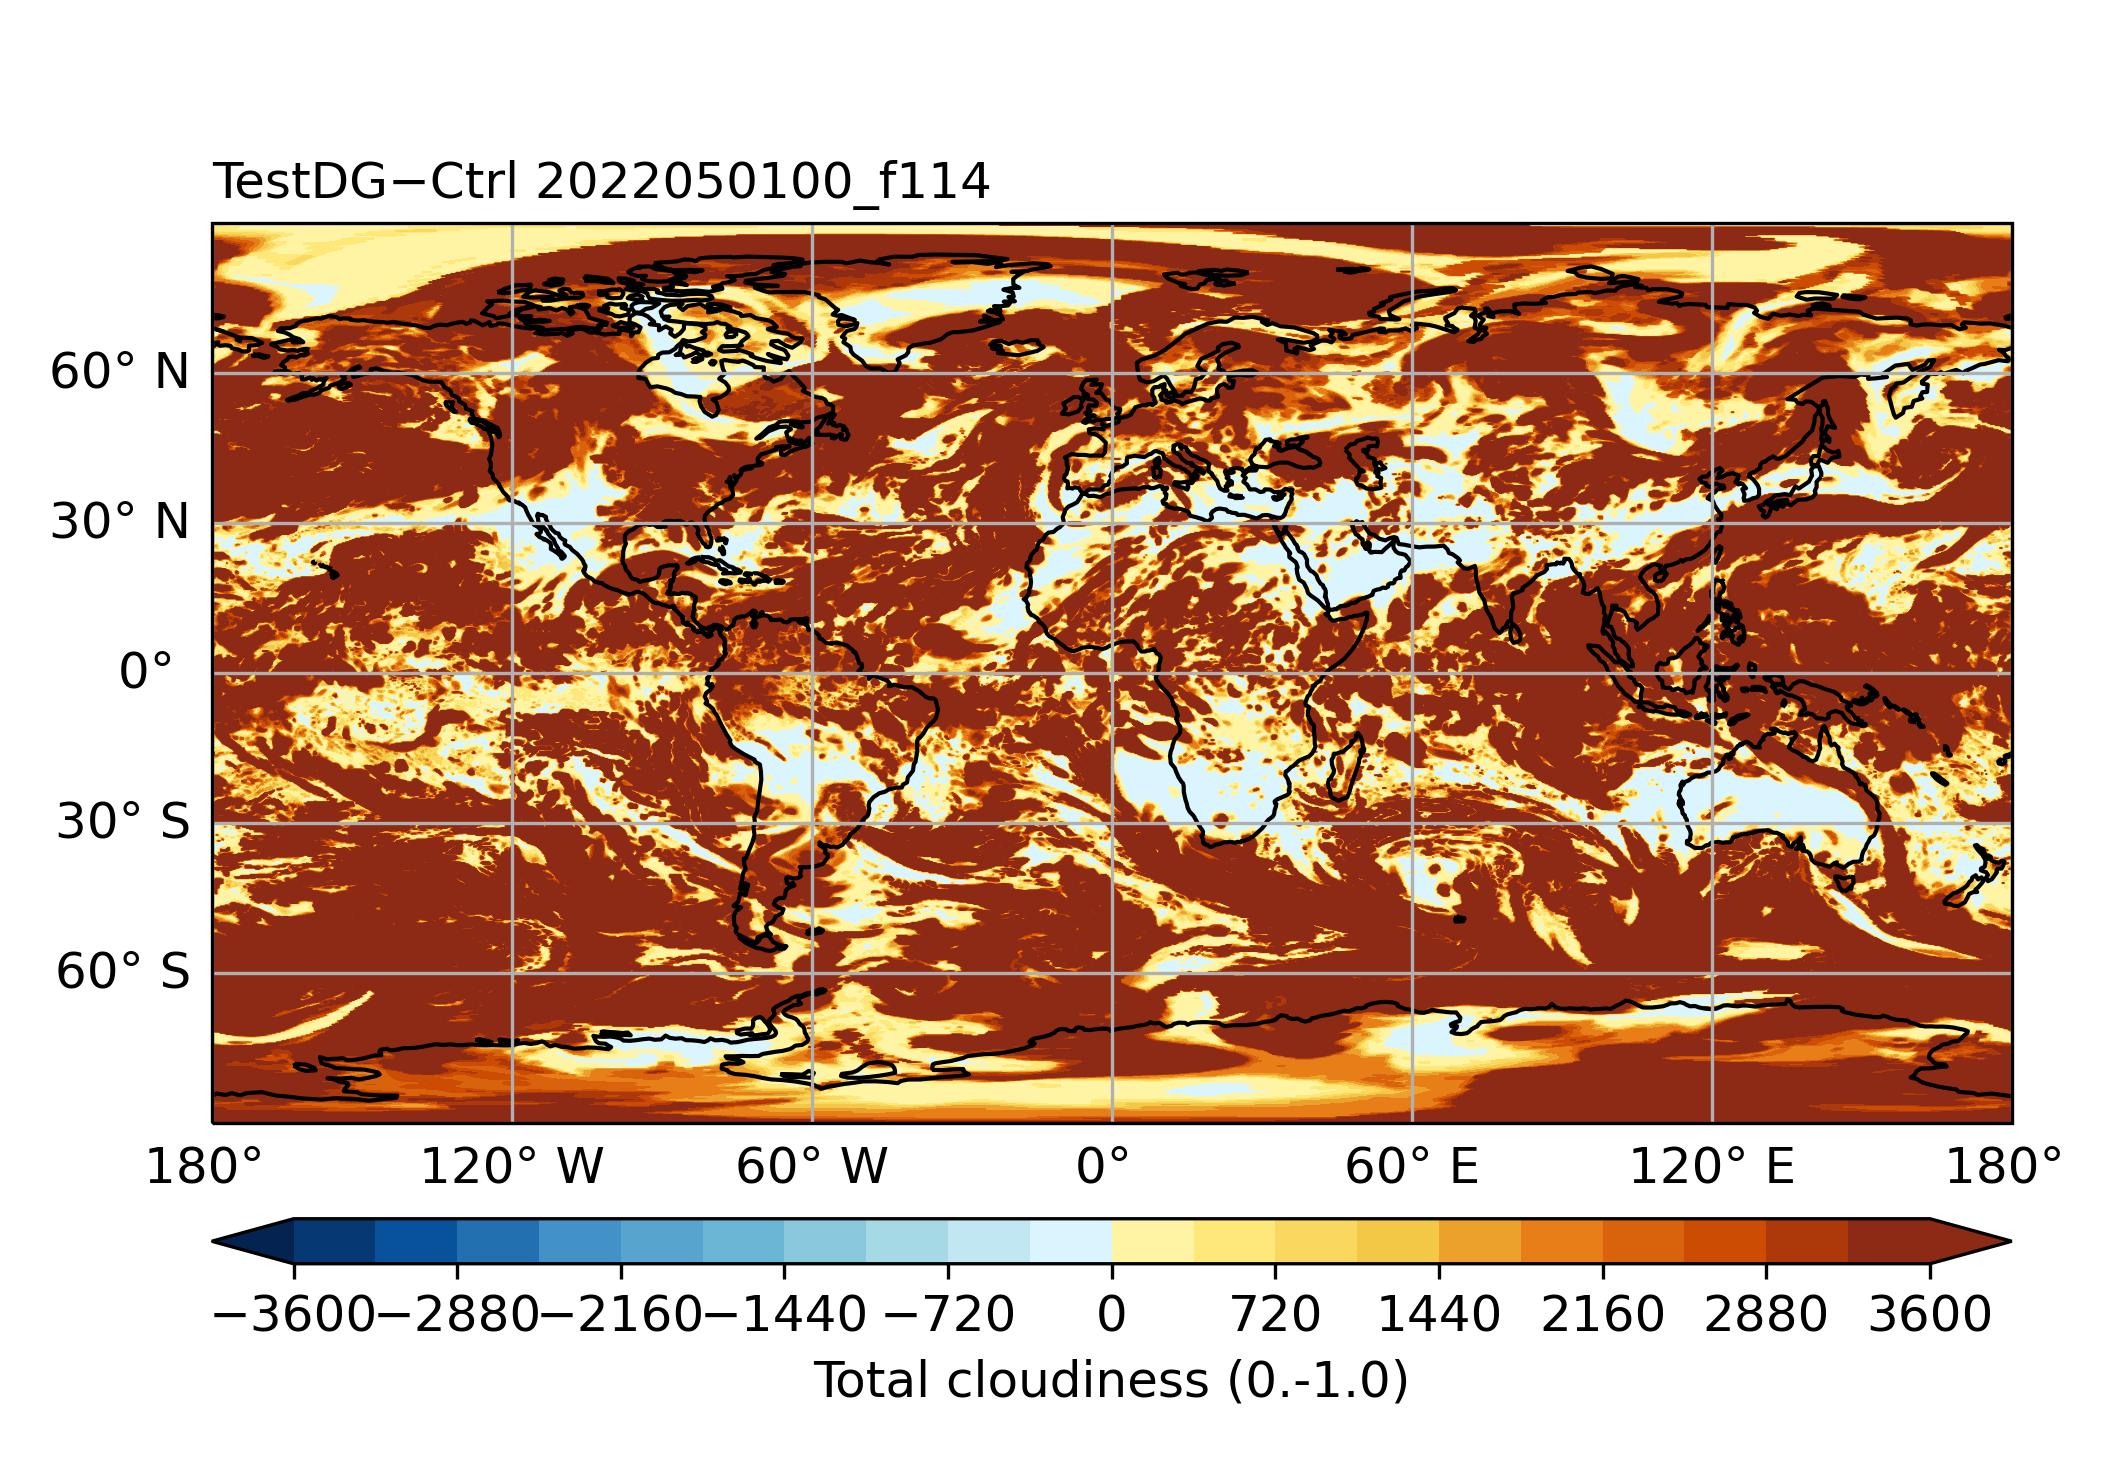 TestDG−Ctrl 2022050100_f114
60° N
30° N
0°
30° S
60° S
180° 120° W 60° W 0° 60° E 120° E 180°
−3600 −2880 −2160 −1440 −720 0 720 1440 2160 2880 3600
Total cloudiness (0.-1.0)